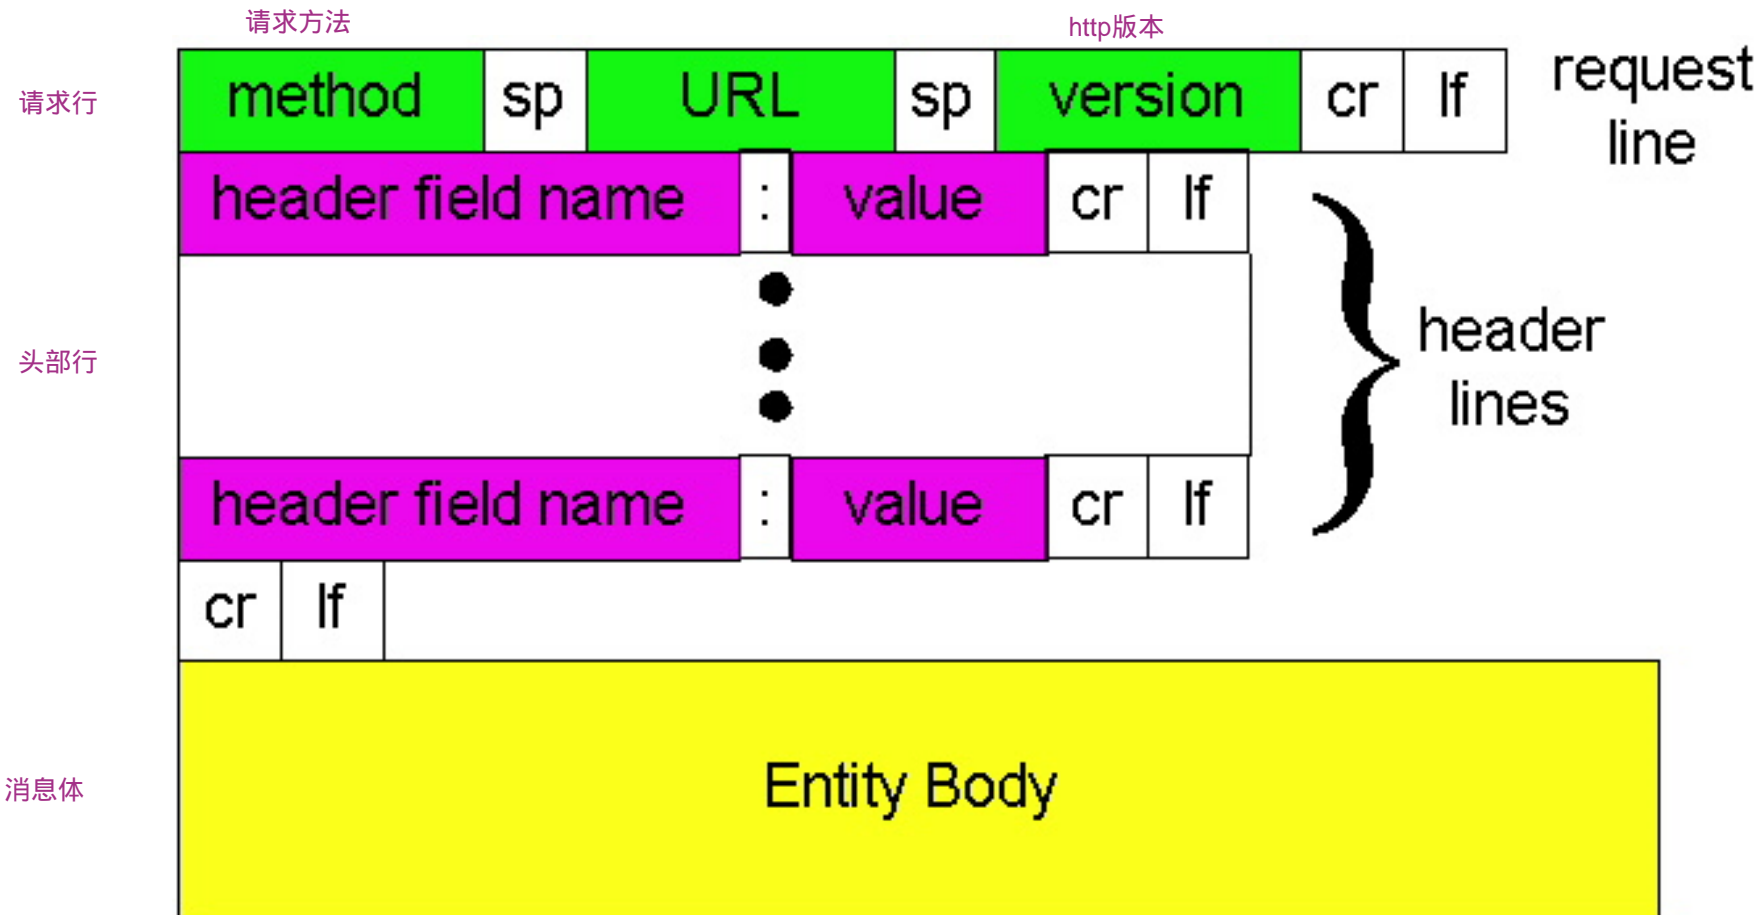 请求方法 http版本
请求行 method sp URL sp version cr lf request line
header field name : value cr lf
头部行 header lines
header field name : value cr lf
cr lf
消息体 Entity Body